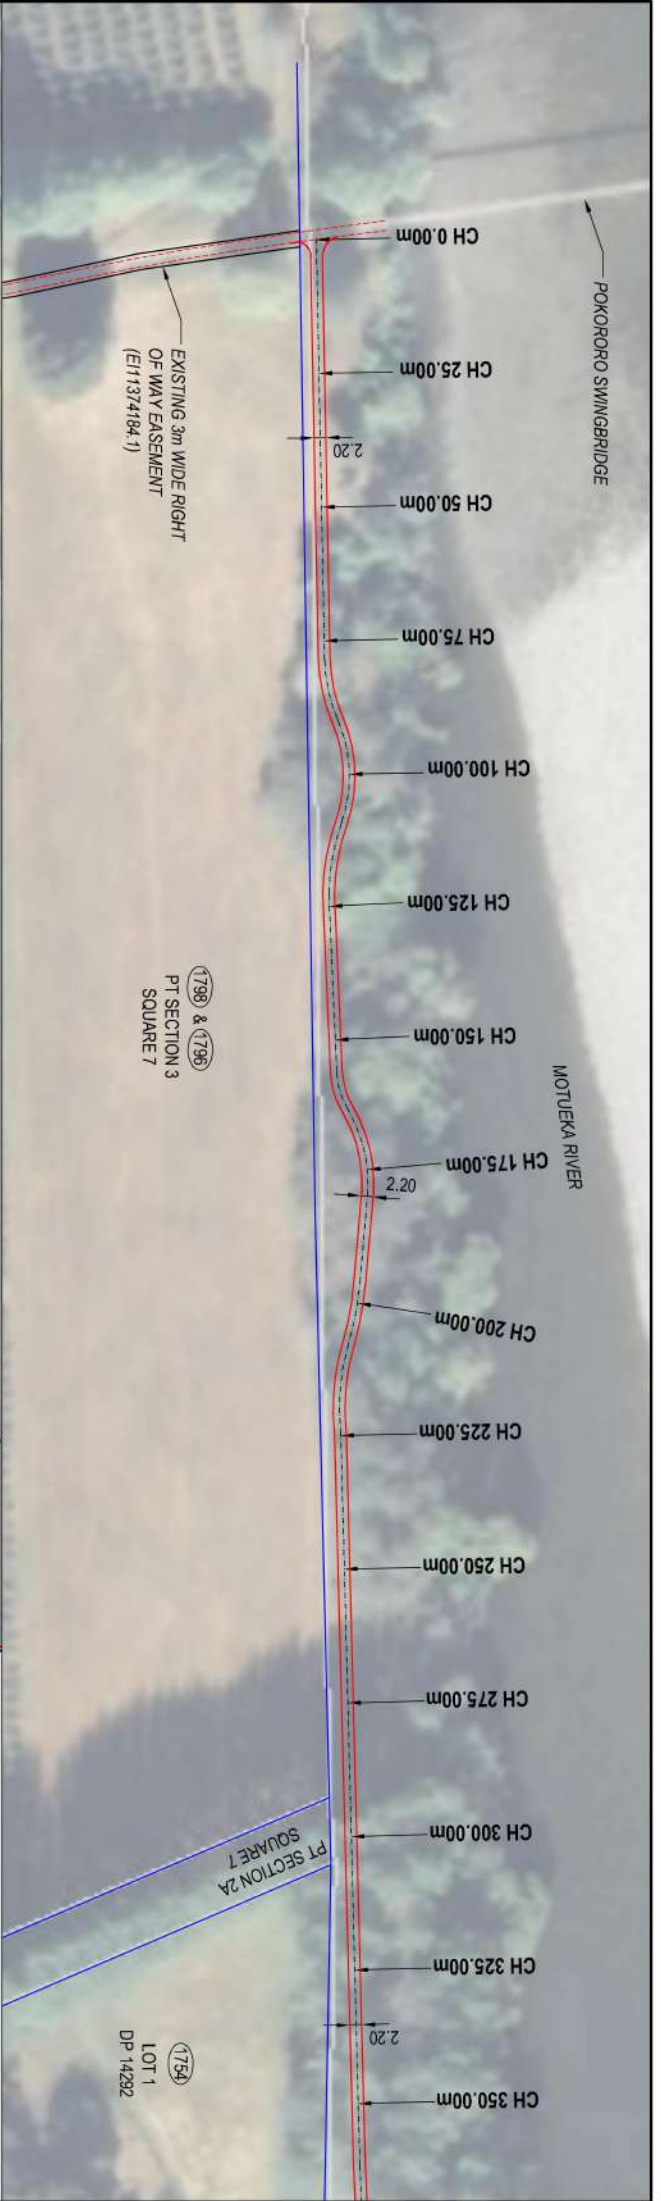 POKORORO SWINGBRIDGE
CH 0.00m
EXISTING 3m WIDE RIGHT
OF WAY EASEMENT
(EI11374184.1)
CH 25.00m
2.20
CH 50.00m
CH 75.00m
CH 100.00m
CH 125.00m
1798 & 1796
PT SECTION 3
SQUARE 7
CH 150.00m
MOTUEKA RIVER
CH 175.00m
2.20
CH 200.00m
CH 225.00m
CH 250.00m
CH 275.00m
CH 300.00m
PT SECTION 2A
SQUARE 7
CH 325.00m
2.20
1754
LOT 1
DP 14292
CH 350.00m